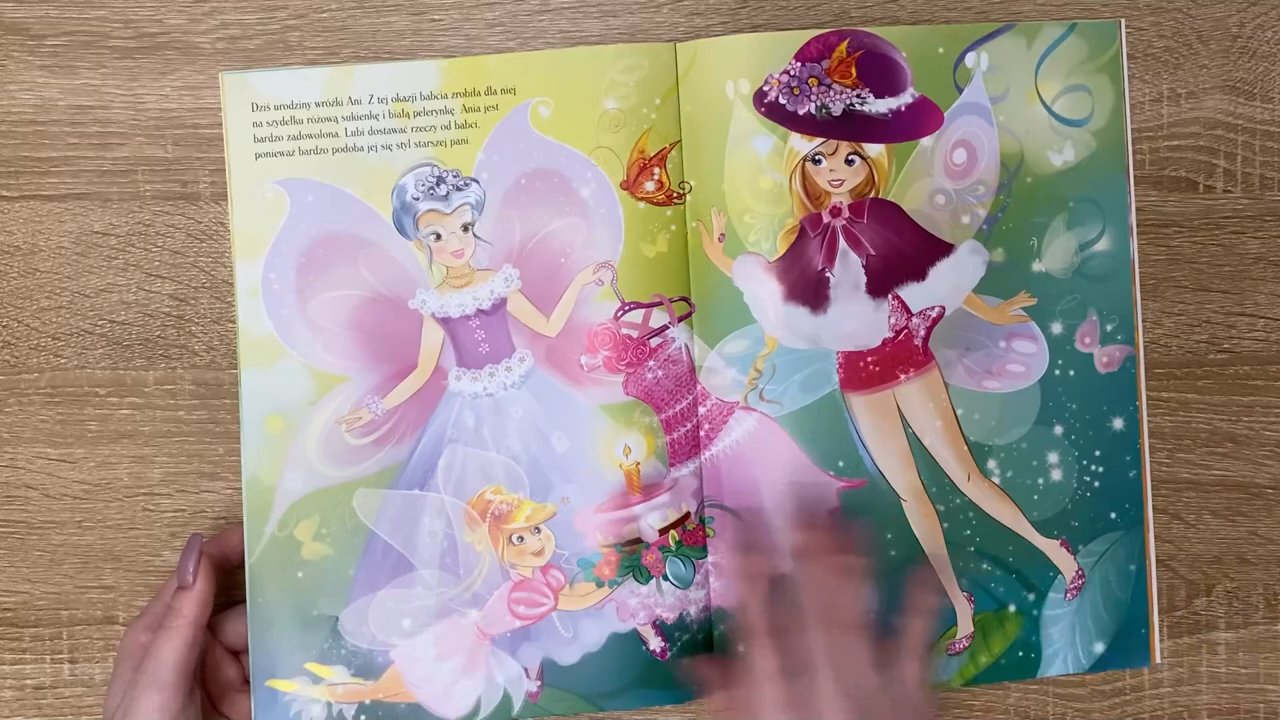 Dziś urodziny wróżki Ani. Z tej okazji babcia zrobiła dla niej
na szydełku różową sukienkę i białą pelerynkę. Ania jest
bardzo zadowolona. Lubi dostawać rzeczy od babci,
ponieważ bardzo podoba jej się styl starszej pani.